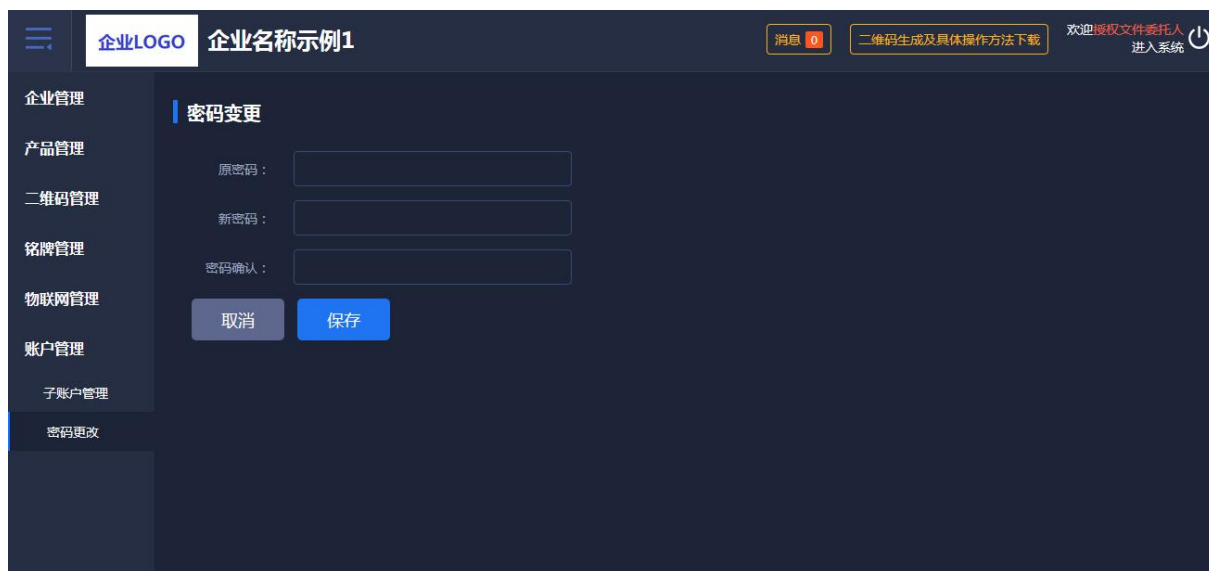 企业LOGO
企业名称示例1
消息 0
二维码生成及具体操作方法下载
欢迎授权文件委托人
进入系统
企业管理
产品管理
二维码管理
铭牌管理
物联网管理
账户管理
子账户管理
密码更改
密码变更
原密码：
新密码：
密码确认：
取消
保存